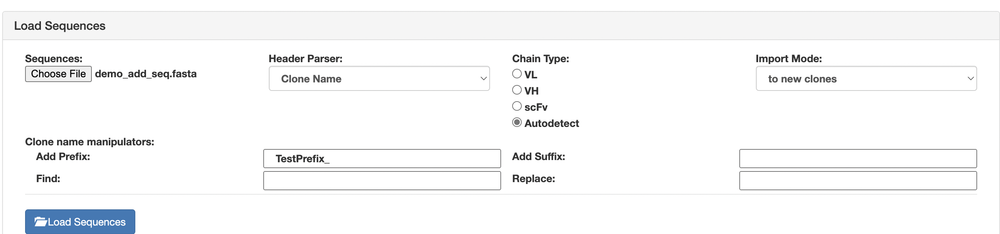 Load Sequences
Sequences: Header Parser: Chain Type: Import Mode:
Choose File demo_add_seq.fasta Clone Name VL to new clones
VH
scFv
Autodetect
Clone name manipulators:
Add Prefix: TestPrefix_ Add Suffix:
Find: Replace:
Load Sequences